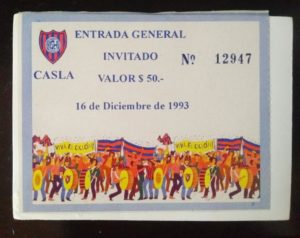 ENTRADA GENERAL
INVITADO
Nº 12947
CASLA
VALOR $ 50.-
16 de Diciembre de 1993